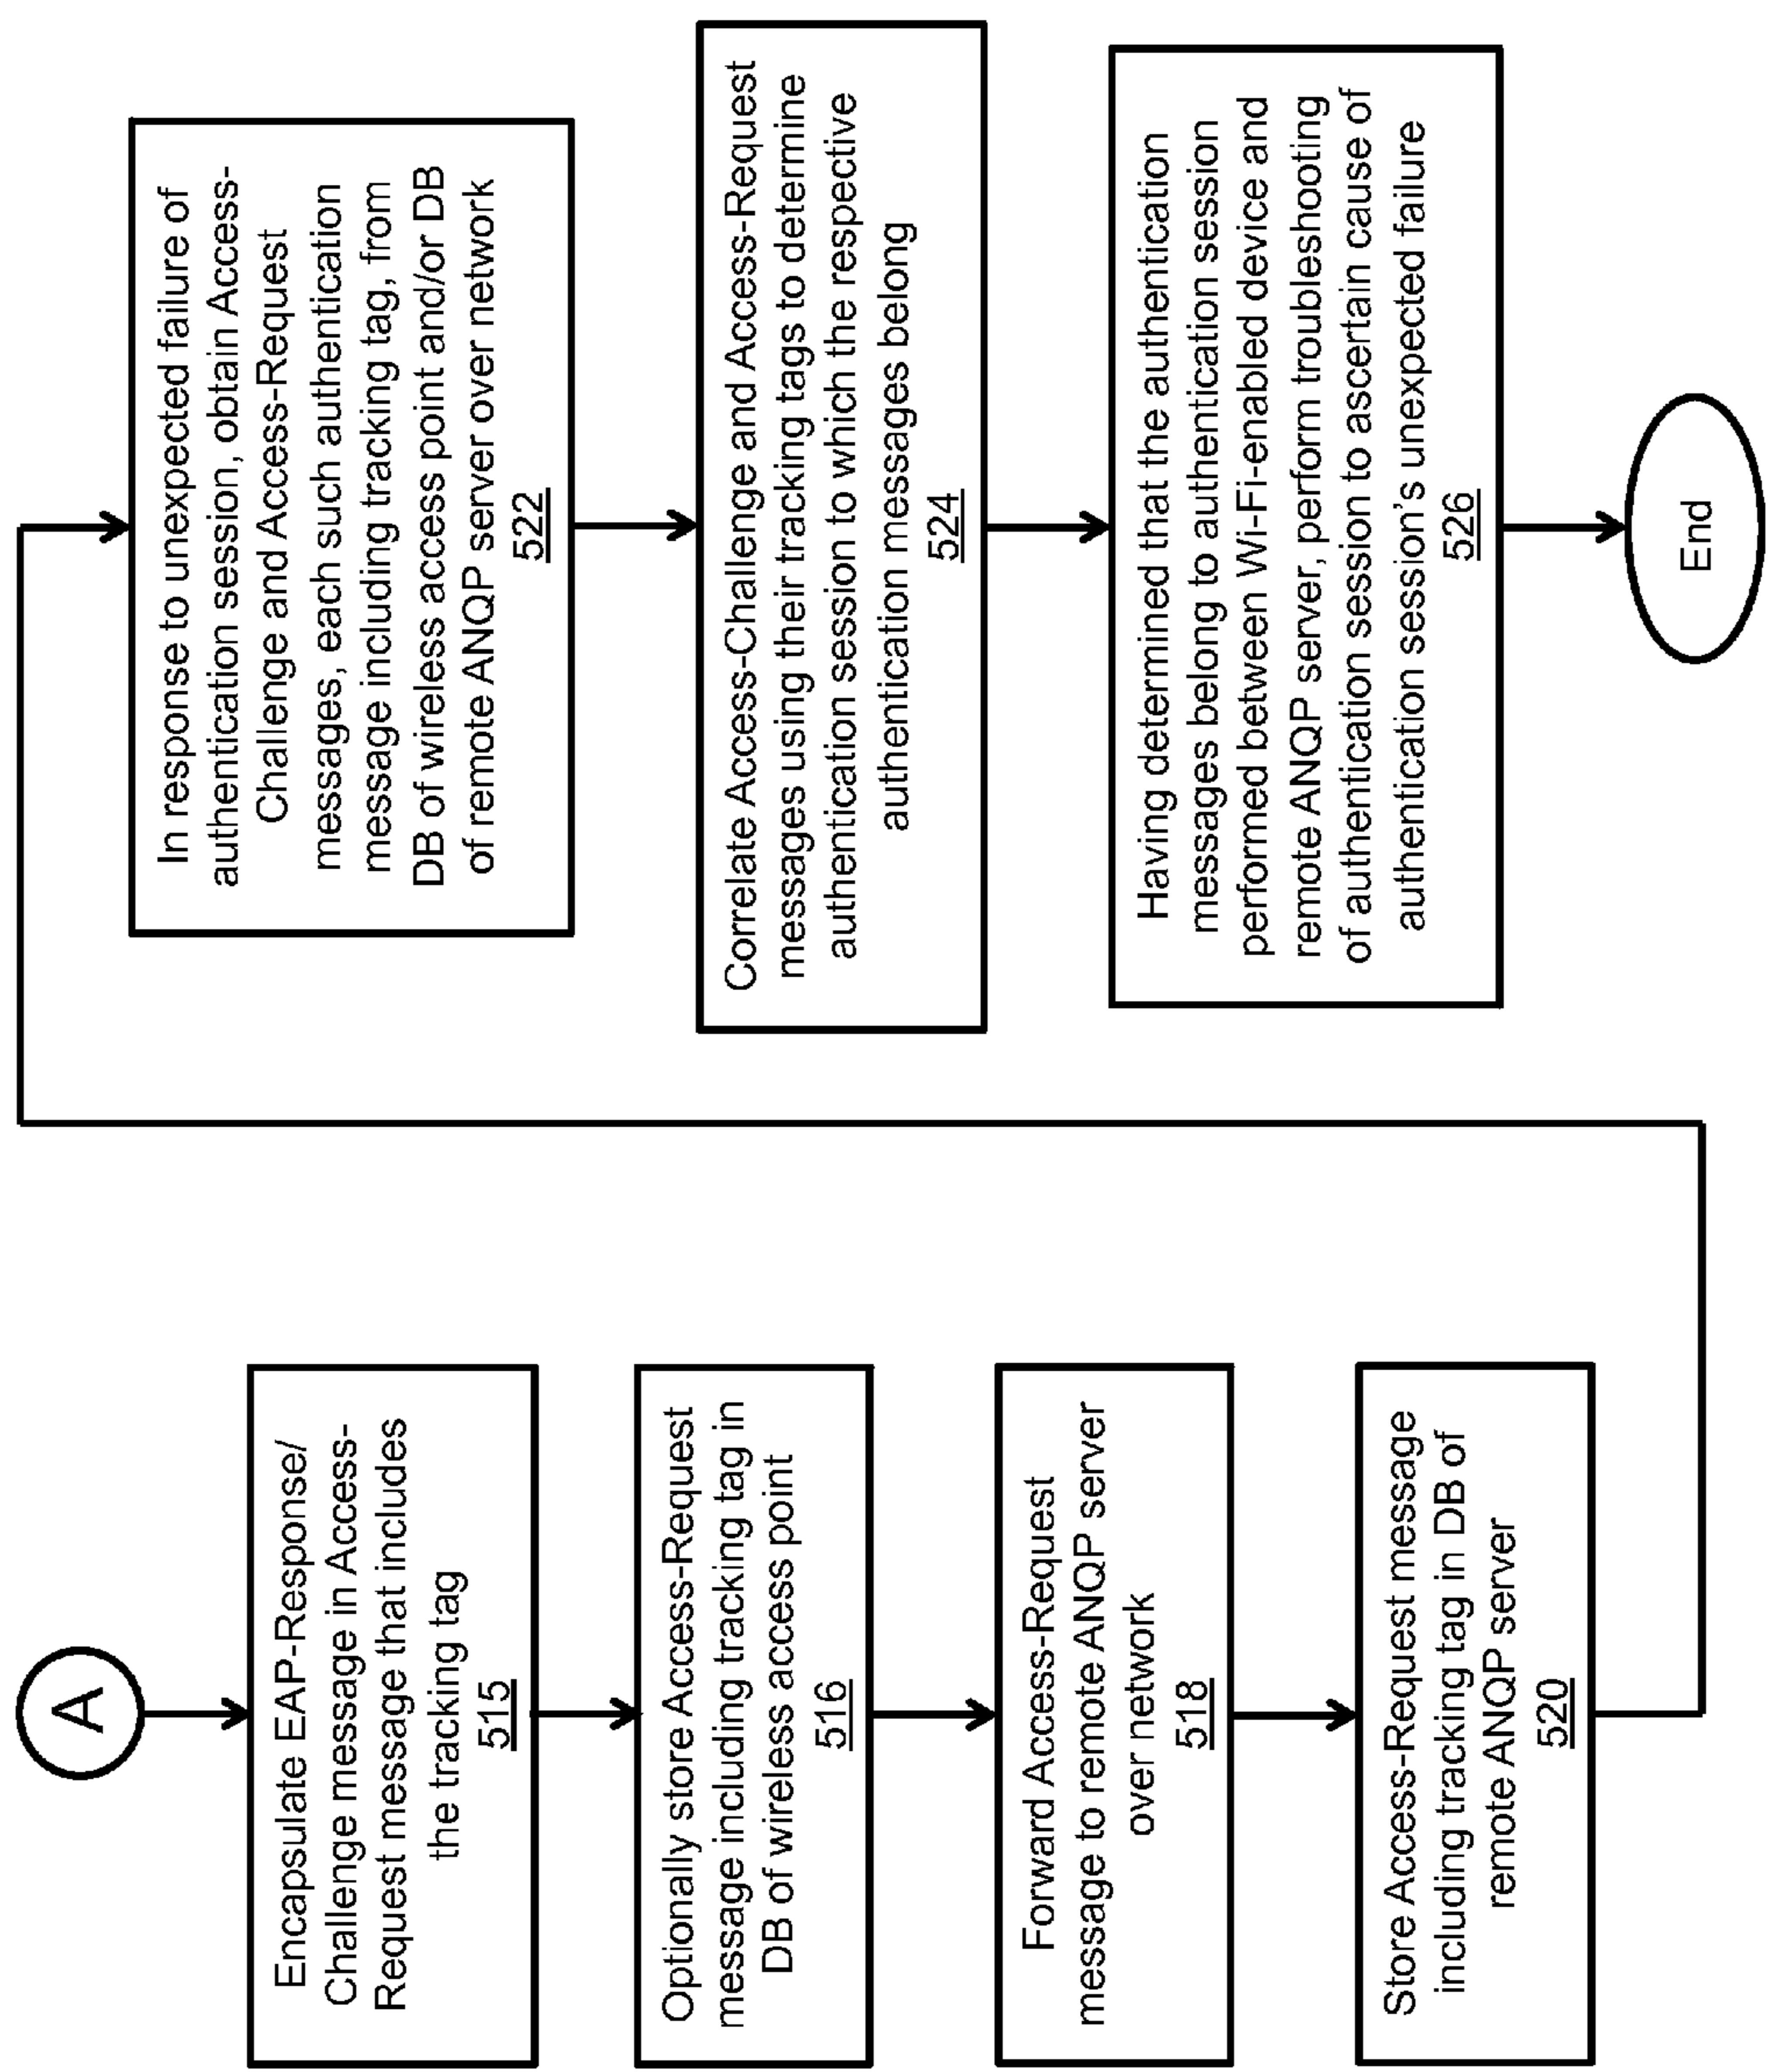 A
Encapsulate EAP-Response/
Challenge message in Access-
Request message that includes
the tracking tag
515
Optionally store Access-Request
message including tracking tag in
DB of wireless access point
516
Forward Access-Request
message to remote ANQP server
over network
518
Store Access-Request message
including tracking tag in DB of
remote ANQP server
520
In response to unexpected failure of
authentication session, obtain Access-
Challenge and Access-Request
messages, each such authentication
message including tracking tag, from
DB of wireless access point and/or DB
of remote ANQP server over network
522
Correlate Access-Challenge and Access-Request
messages using their tracking tags to determine
authentication session to which the respective
authentication messages belong
524
Having determined that the authentication
messages belong to authentication session
performed between Wi-Fi-enabled device and
remote ANQP server, perform troubleshooting
of authentication session to ascertain cause of
authentication session's unexpected failure
526
End